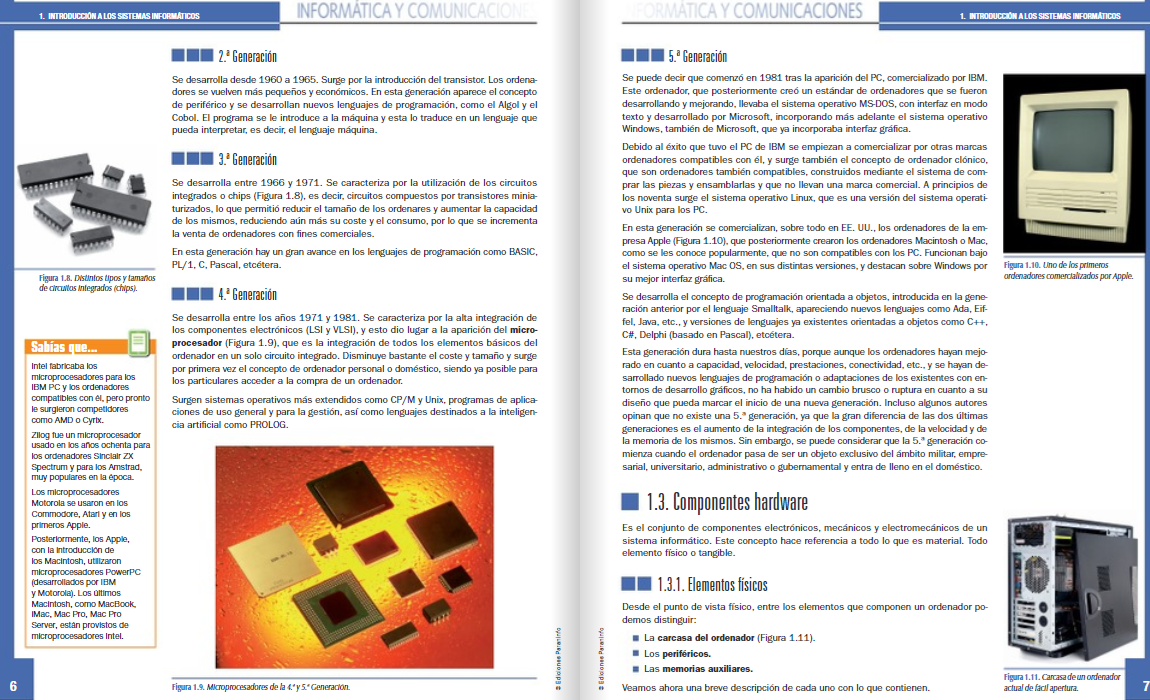 1. INTRODUCCIÓN A LOS SISTEMAS INFORMÁTICOS
INFORMÁTICA Y COMUNICACIONE
2.ª Generación
Se desarrolla desde 1960 a 1965. Surge por la introducción del transistor. Los ordena-
dores se vuelven más pequeños y económicos. En esta generación aparece el concepto
de periférico y se desarrollan nuevos lenguajes de programación, como el Algol y el
Cobol. El programa se le introduce a la máquina y esta lo traduce en un lenguaje que
pueda interpretar, es decir, el lenguaje máquina.
3.ª Generación
Se desarrolla entre 1966 y 1971. Se caracteriza por la utilización de los circuitos
integrados o chips (Figura 1.8), es decir, circuitos compuestos por transistores minia-
turizados, lo que permitió reducir el tamaño de los ordenares y aumentar la capacidad
de los mismos, reduciendo aún más su coste y el consumo, por lo que se incrementa
la venta de ordenadores con fines comerciales.
En esta generación hay un gran avance en los lenguajes de programación como BASIC,
PL/1, C, Pascal, etcétera.
Figura 1.8. Distintos tipos y tamaños
de circuitos integrados (chips).
4.ª Generación
Se desarrolla entre los años 1971 y 1981. Se caracteriza por la alta integración de
los componentes electrónicos (LSI y VLSI), y esto dio lugar a la aparición del micro-
procesador (Figura 1.9), que es la integración de todos los elementos básicos del
ordenador en un solo circuito integrado. Disminuye bastante el coste y tamaño y surge
por primera vez el concepto de ordenador personal o doméstico, siendo ya posible para
los particulares acceder a la compra de un ordenador.
Surgen sistemas operativos más extendidos como CP/M y Unix, programas de aplica-
ciones de uso general y para la gestión, así como lenguajes destinados a la inteligen-
cia artificial como PROLOG.
Sabías que...
Intel fabricaba los
microprocesadores para los
IBM PC y los ordenadores
compatibles con él, pero pronto
le surgieron competidores
como AMD o Cyrix.
Zilog fue un microprocesador
usado en los años ochenta para
los ordenadores Sinclair ZX
Spectrum y para los Amstrad,
muy populares en la época.
Los microprocesadores
Motorola se usaron en los
Commodore, Atari y en los
primeros Apple.
Posteriormente, los Apple,
con la introducción de
los Macintosh, utilizaron
microprocesadores PowerPC
(desarrollados por IBM
y Motorola). Los últimos
Macintosh, como MacBook,
iMac, Mac Pro, Mac Pro
Server, están provistos de
microprocesadores Intel.
Figura 1.9. Microprocesadores de la 4.ª y 5.ª Generación.
© Ediciones Paraninfo
6
INFORMÁTICA Y COMUNICACIONES
1. INTRODUCCIÓN A LOS SISTEMAS INFORMÁTICOS
5.ª Generación
Se puede decir que comenzó en 1981 tras la aparición del PC, comercializado por IBM.
Este ordenador, que posteriormente creó un estándar de ordenadores que se fueron
desarrollando y mejorando, llevaba el sistema operativo MS-DOS, con interfaz en modo
texto y desarrollado por Microsoft, incorporando más adelante el sistema operativo
Windows, también de Microsoft, que ya incorporaba interfaz gráfica.
Debido al éxito que tuvo el PC de IBM se empiezan a comercializar por otras marcas
ordenadores compatibles con él, y surge también el concepto de ordenador clónico,
que son ordenadores también compatibles, construidos mediante el sistema de com-
prar las piezas y ensamblarlas y que no llevan una marca comercial. A principios de
los noventa surge el sistema operativo Linux, que es una versión del sistema operati-
vo Unix para los PC.
En esta generación se comercializan, sobre todo en EE. UU., los ordenadores de la em-
presa Apple (Figura 1.10), que posteriormente crearon los ordenadores Macintosh o Mac,
como se les conoce popularmente, que no son compatibles con los PC. Funcionan bajo
el sistema operativo Mac OS, en sus distintas versiones, y destacan sobre Windows por
su mejor interfaz gráfica.
Se desarrolla el concepto de programación orientada a objetos, introducida en la gene-
ración anterior por el lenguaje Smalltalk, apareciendo nuevos lenguajes como Ada, Eif-
fel, Java, etc., y versiones de lenguajes ya existentes orientadas a objetos como C++,
C#, Delphi (basado en Pascal), etcétera.
Esta generación dura hasta nuestros días, porque aunque los ordenadores hayan mejo-
rado en cuanto a capacidad, velocidad, prestaciones, conectividad, etc., y se hayan de-
sarrollado nuevos lenguajes de programación o adaptaciones de los existentes con en-
tornos de desarrollo gráficos, no ha habido un cambio brusco o ruptura en cuanto a su
diseño que pueda marcar el inicio de una nueva generación. Incluso algunos autores
opinan que no existe una 5.ª generación, ya que la gran diferencia de las dos últimas
generaciones es el aumento de la integración de los componentes, de la velocidad y de
la memoria de los mismos. Sin embargo, se puede considerar que la 5.ª generación co-
mienza cuando el ordenador pasa de ser un objeto exclusivo del ámbito militar, empre-
sarial, universitario, administrativo o gubernamental y entra de lleno en el doméstico.
Figura 1.10. Uno de los primeros
ordenadores comercializados por Apple.
1.3. Componentes hardware
Es el conjunto de componentes electrónicos, mecánicos y electromecánicos de un
sistema informático. Este concepto hace referencia a todo lo que es material. Todo
elemento físico o tangible.
1.3.1. Elementos físicos
Desde el punto de vista físico, entre los elementos que componen un ordenador po-
demos distinguir:
La carcasa del ordenador (Figura 1.11).
Los periféricos.
Las memorias auxiliares.
Veamos ahora una breve descripción de cada uno con lo que contienen.
Figura 1.11. Carcasa de un ordenador
actual de fácil apertura.
© Ediciones Paraninfo
7